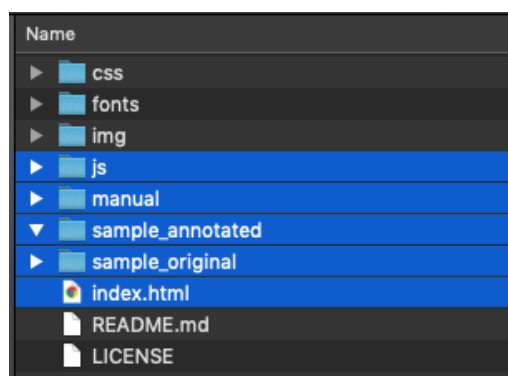 Name
css
fonts
img
js
manual
sample_annotated
sample_original
index.html
README.md
LICENSE